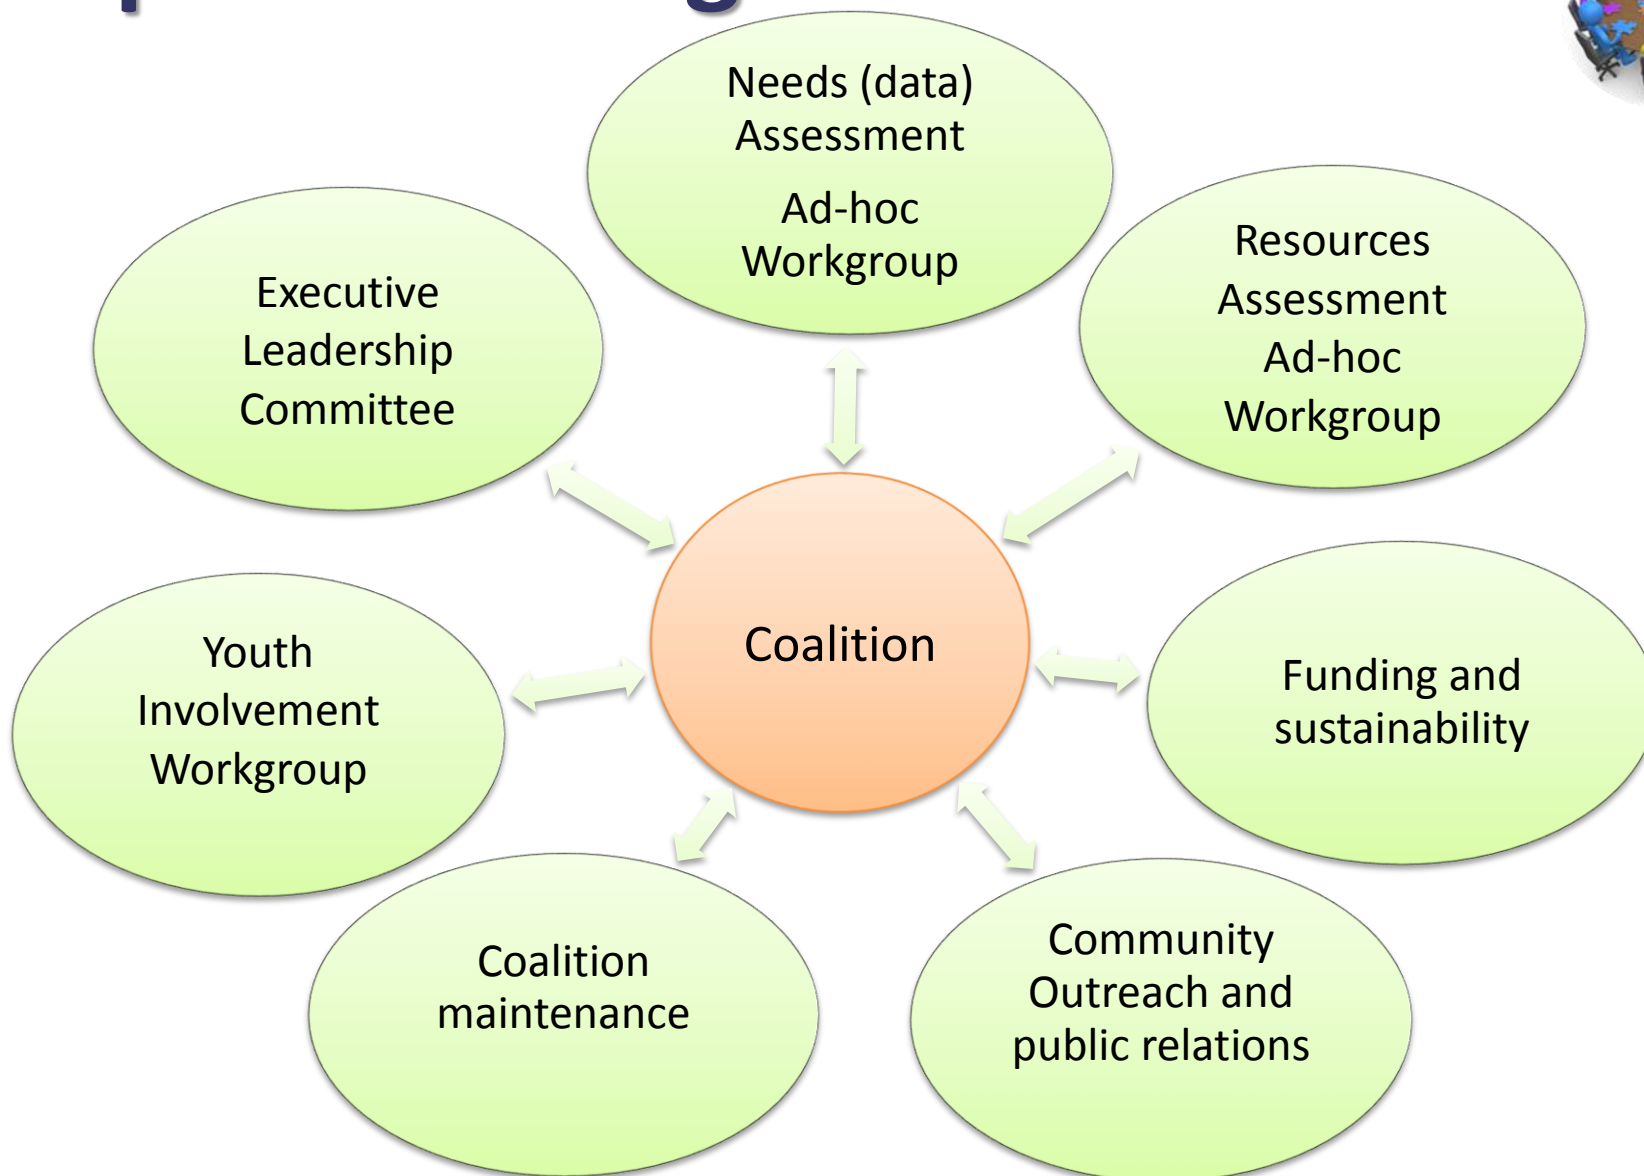 Needs (data)
Assessment
Ad-hoc
Workgroup
Resources
Assessment
Ad-hoc
Workgroup
Executive
Leadership
Committee
Coalition
Youth
Involvement
Workgroup
Funding and
sustainability
Coalition
maintenance
Community
Outreach and
public relations